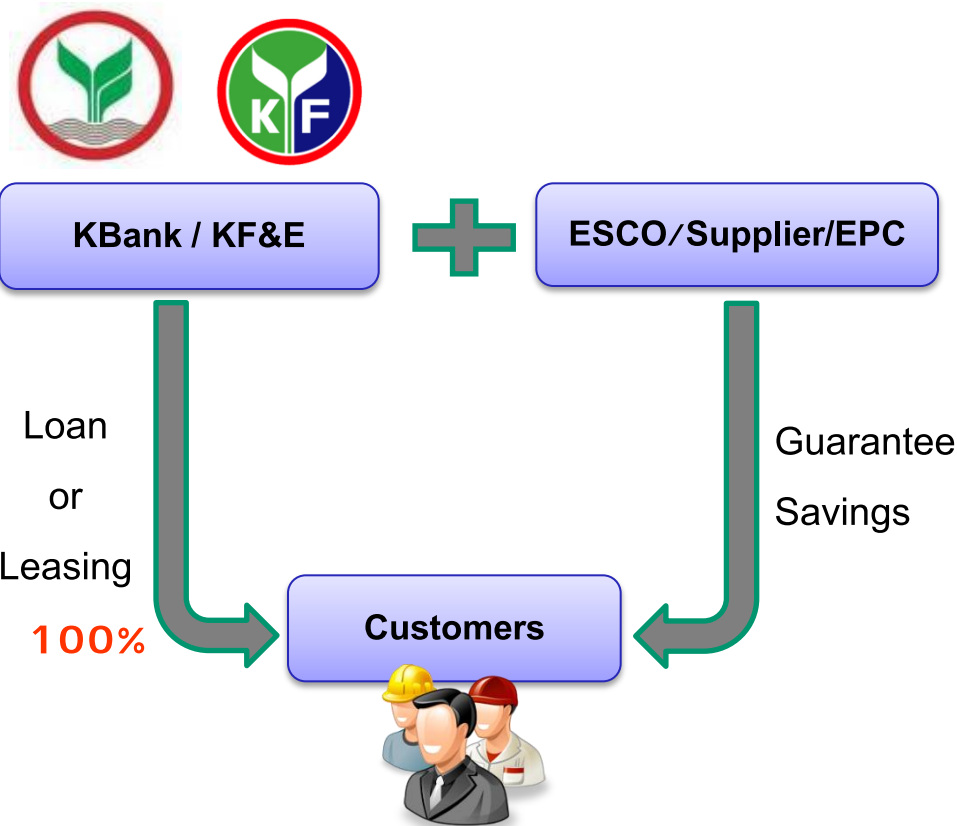 K F
KBank / KF&E
ESCO/Supplier/EPC
Loan
or
Leasing
100%
Guarantee
Savings
Customers